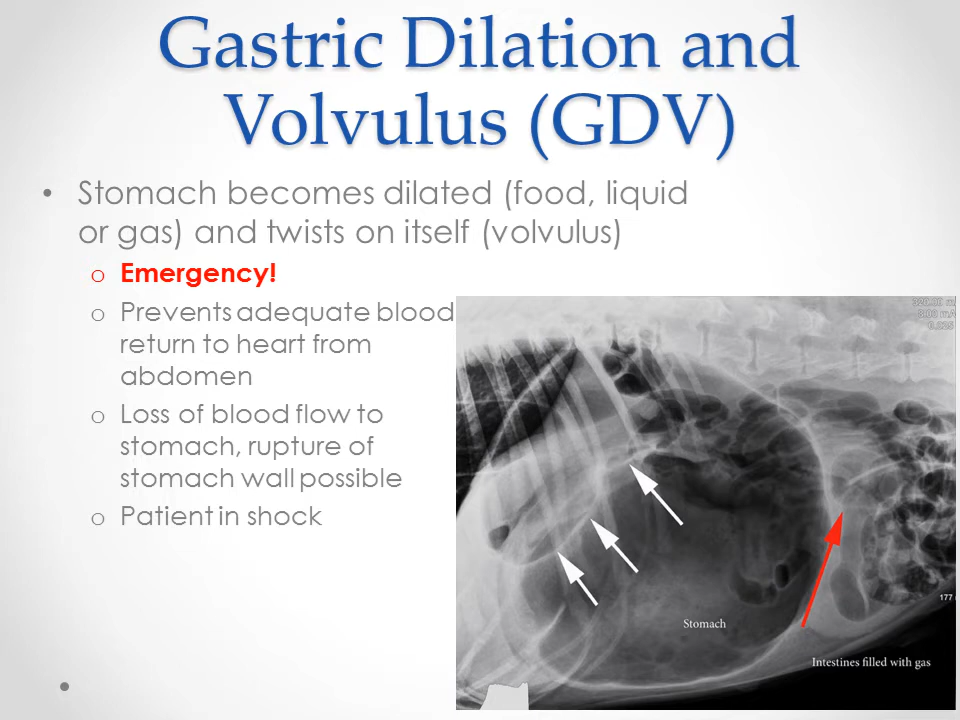 Gastric Dilation and
Volvulus (GDV)
• Stomach becomes dilated (food, liquid
or gas) and twists on itself (volvulus)
o Emergency!
o Prevents adequate blood
return to heart from
abdomen
o Loss of blood flow to
stomach, rupture of
stomach wall possible
o Patient in shock
Stomach
177
Intestines filled with gas
•